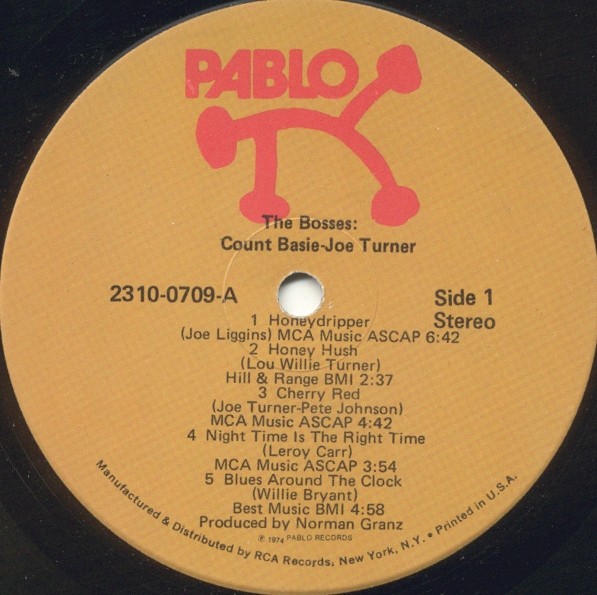 PABLO
The Bosses:
Count Basie-Joe Turner
2310-0709-A
Side 1
Stereo
1 Honeydripper
(Joe Liggins) MCA Music ASCAP 6:42
2 Honey Hush
(Lou Willie Turner)
Hill & Range BMI 2:37
3 Cherry Red
(Joe Turner-Pete Johnson)
MCA Music ASCAP 4:42
4 Night Time Is The Right Time
(Leroy Carr)
MCA Music ASCAP 3:54
5 Blues Around The Clock
(Willie Bryant)
Best Music BMI 4:58
Produced by Norman Granz
℗ 1974 PABLO RECORDS
Manufactured & Distributed by RCA Records, New York, N.Y. • Printed in U.S.A.